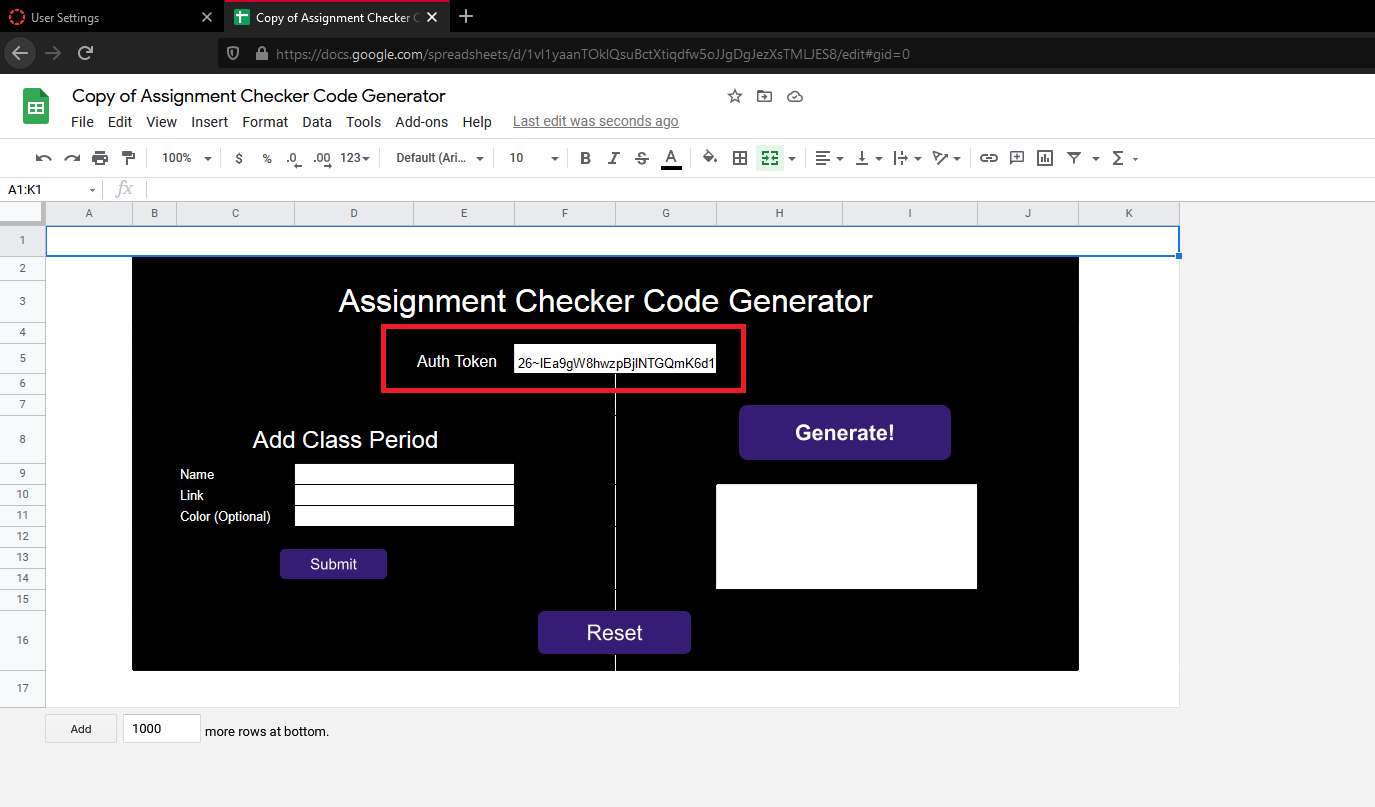 User Settings
Copy of Assignment Checker C
https://docs.google.com/spreadsheets/d/1vl1yaanTOklQsuBctXtiqdfw5oJJgDgJezXsTMLJES8/edit#gid=0
Copy of Assignment Checker Code Generator
File Edit View Insert Format Data Tools Add-ons Help Last edit was seconds ago
100% $ % .0 .00 123 Default (Ari... 10 B I S A Σ
A1:K1 fx
A B C D E F G H I J K
1
2
3 Assignment Checker Code Generator
4
5 Auth Token 26~IEa9gW8hwzpBjlNTGQmK6d1
6
7
8 Add Class Period Generate!
9 Name
10 Link
11 Color (Optional)
12
13 Submit
14
15
16 Reset
17
Add 1000 more rows at bottom.